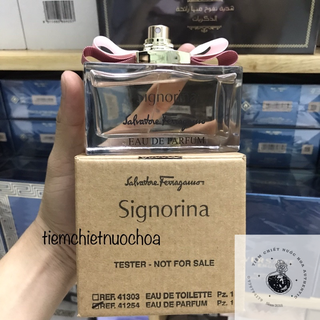 Signorina
Salvatore Ferragamo
EAU DE PARFUM
Salvatore Ferragamo
Signorina
tiemchietnuochoa
TESTER - NOT FOR SALE
REF. 41303 EAU DE TOILETTE Pz. 1
REF. 41254 EAU DE PARFUM Pz. 1